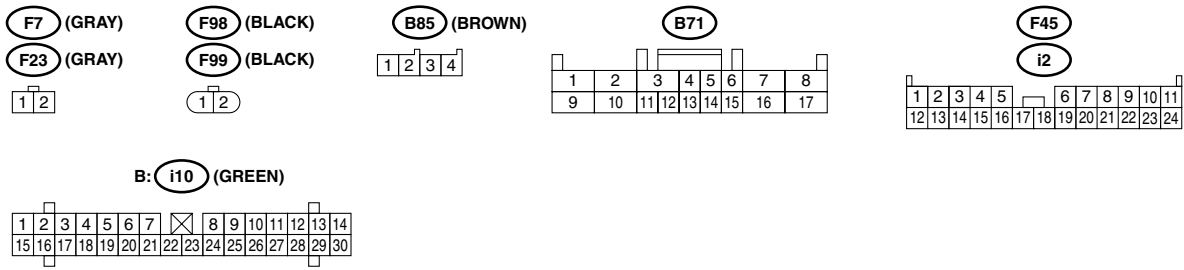 F7 (GRAY) F98 (BLACK) B85 (BROWN) B71 F45
F23 (GRAY) F99 (BLACK) i2
1 2 3 4
1 2 3 4 5 6 7 8
1 2 1 2 9 10 11 12 13 14 15 16 17
1 2 3 4 5 6 7 8 9 10 11
12 13 14 15 16 17 18 19 20 21 22 23 24
B: i10 (GREEN)
1 2 3 4 5 6 7 8 9 10 11 12 13 14
15 16 17 18 19 20 21 22 23 24 25 26 27 28 29 30